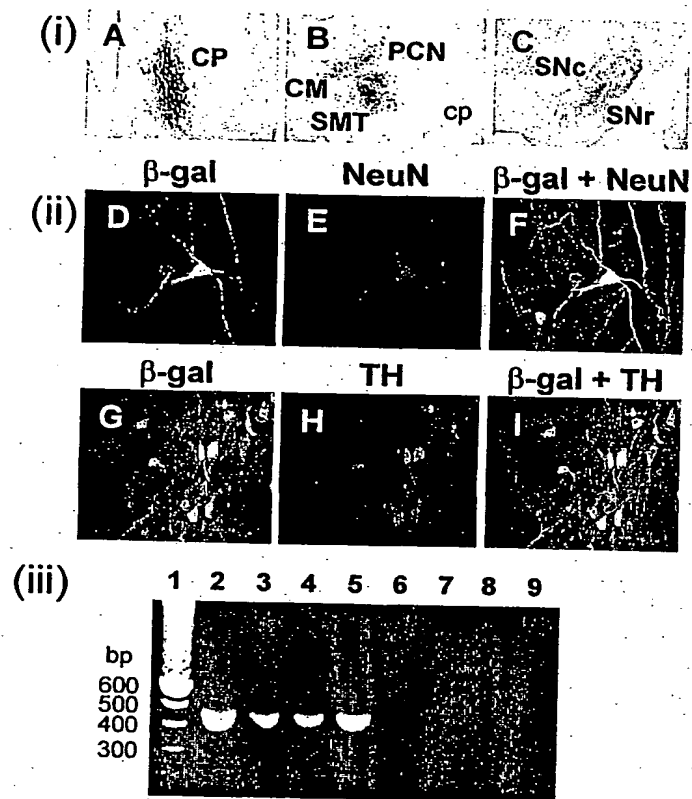 (i) A CP B PCN CM SMT cp C SNc SNr
β-gal NeuN β-gal + NeuN
(ii) D E F
β-gal TH β-gal + TH
G H I
(iii) 1 2 3 4 5 6 7 8 9
bp
600
500
400
300